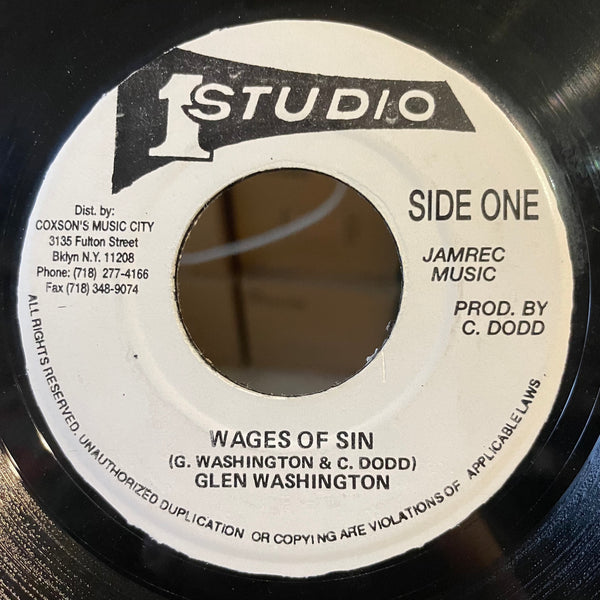 1 STUDIO
Dist. by:
COXSON'S MUSIC CITY
3135 Fulton Street
Bklyn N.Y. 11208
Phone: (718) 277-4166
Fax (718) 348-9074
SIDE ONE
JAMREC
MUSIC
PROD. BY
C. DODD
WAGES OF SIN
(G. WASHINGTON & C. DODD)
GLEN WASHINGTON
ALL RIGHTS RESERVED. UNAUTHORIZED DUPLICATION OR COPYING ARE VIOLATIONS OF APPLICABLE LAWS.